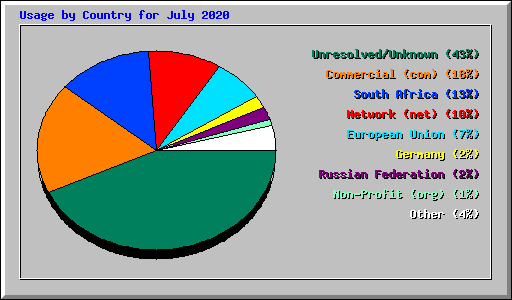 Usage by Country for July 2020
Unresolved/Unknown (43%)
Commercial (com) (18%)
South Africa (13%)
Network (net) (10%)
European Union (7%)
Germany (2%)
Russian Federation (2%)
Non-Profit (org) (1%)
Other (4%)